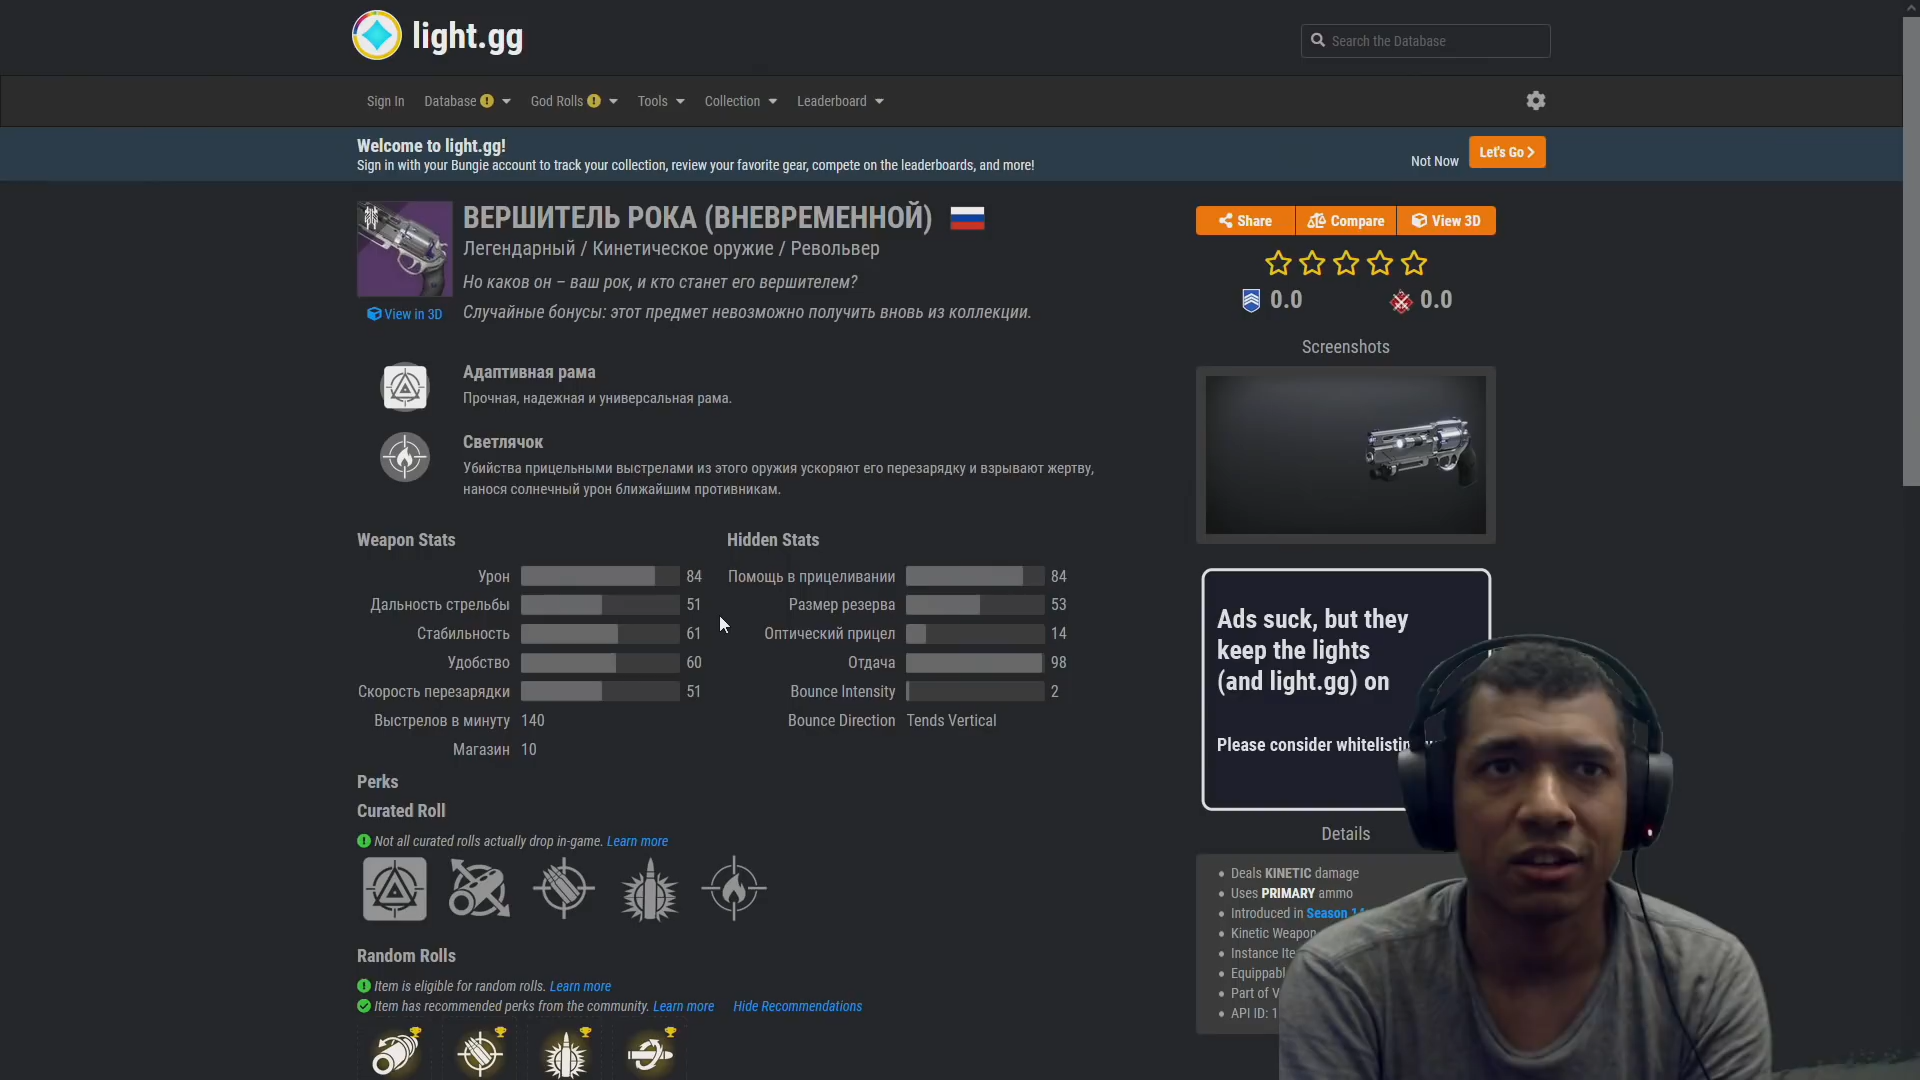 light.gg
Search the Database
Sign In
Database
God Rolls
Tools
Collection
Leaderboard
Welcome to light.gg!
Sign in with your Bungie account to track your collection, review your favorite gear, compete on the leaderboards, and more!
Not Now
Let's Go
ВЕРШИТЕЛЬ РОКА (ВНЕВРЕМЕННОЙ)
Легендарный / Кинетическое оружие / Револьвер
Но каков он – ваш рок, и кто станет его вершителем?
View in 3D
Случайные бонусы: этот предмет невозможно получить вновь из коллекции.
Share
Compare
View 3D
0.0
0.0
Screenshots
Адаптивная рама
Прочная, надежная и универсальная рама.
Светлячок
Убийства прицельными выстрелами из этого оружия ускоряют его перезарядку и взрывают жертву,
нанося солнечный урон ближайшим противникам.
Weapon Stats
Урон 84
Дальность стрельбы 51
Стабильность 61
Удобство 60
Скорость перезарядки 51
Выстрелов в минуту 140
Магазин 10
Hidden Stats
Помощь в прицеливании 84
Размер резерва 53
Оптический прицел 14
Отдача 98
Bounce Intensity 2
Bounce Direction Tends Vertical
Ads suck, but they
keep the lights
(and light.gg) on
Please consider
Perks
Curated Roll
Not all curated rolls actually drop in-game. Learn more
Random Rolls
Item is eligible for random rolls. Learn more
Item has recommended perks from the community. Learn more Hide Recommendations
Details
Deals KINETIC damage
Uses PRIMARY ammo
Introduced in Season
Kinetic Weapon
Instance
Part of
API ID: